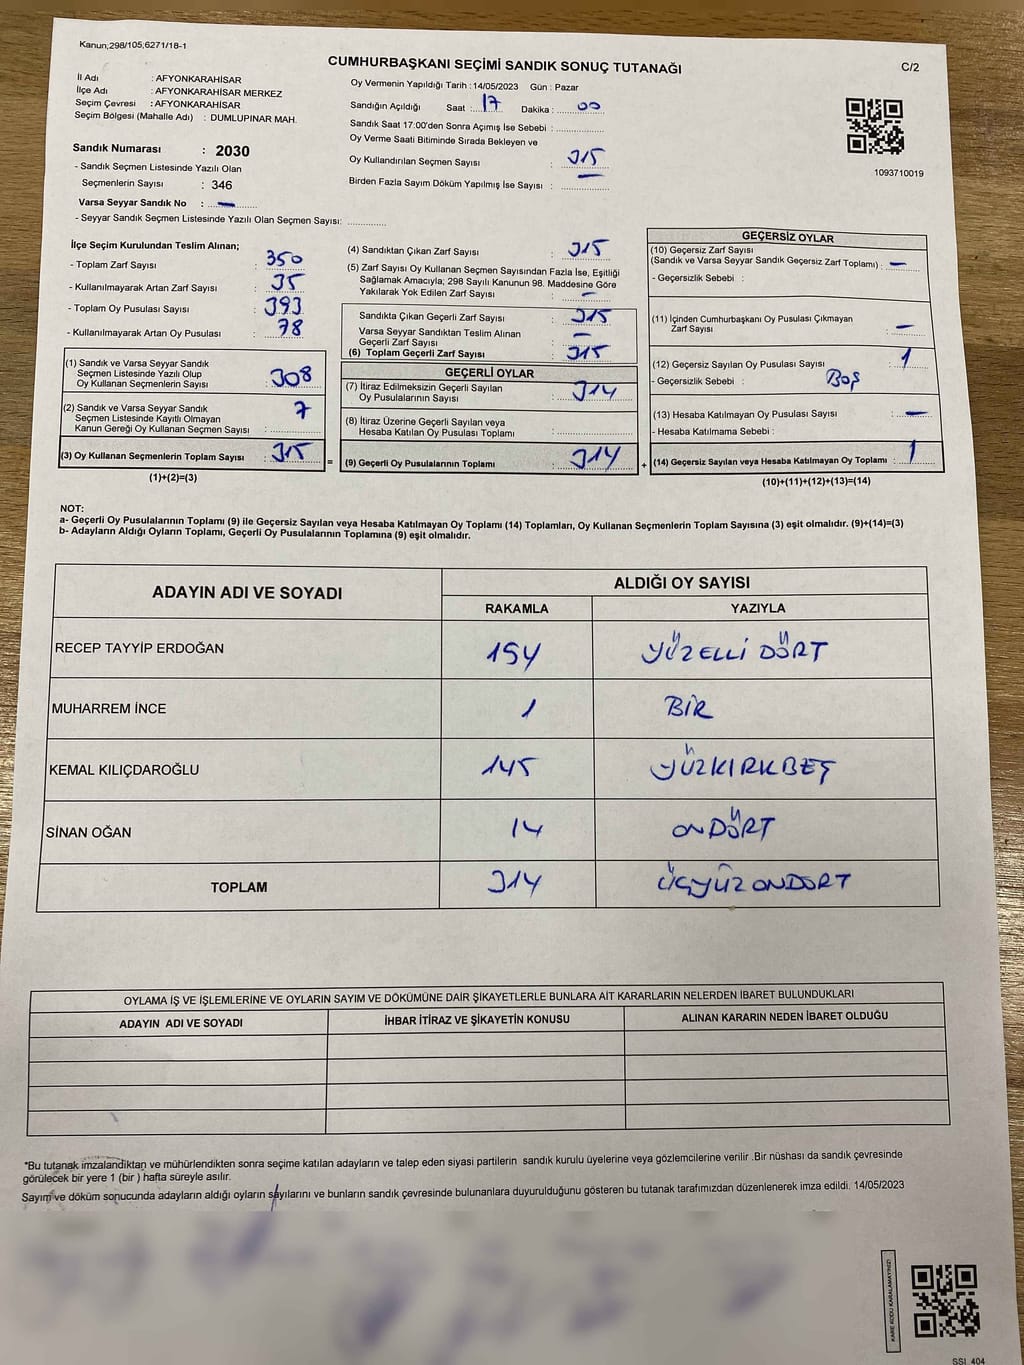 Kanun;298/105,6271/18-1
CUMHURBAŞKANI SEÇİMİ SANDIK SONUÇ TUTANAĞI
C/2
İl Adı : AFYONKARAHİSAR
İlçe Adı : AFYONKARAHİSAR MERKEZ
Seçim Çevresi : AFYONKARAHİSAR
Seçim Bölgesi (Mahalle Adı) : DUMLUPINAR MAH.
Sandık Numarası : 2030
- Sandık Seçmen Listesinde Yazılı Olan
Seçmenlerin Sayısı : 346
Varsa Seyyar Sandık No : —
- Seyyar Sandık Seçmen Listesinde Yazılı Olan Seçmen Sayısı: ............
Oy Vermenin Yapıldığı Tarih : 14/05/2023 Gün : Pazar
Sandığın Açıldığı Saat : 17 Dakika : 00
Sandık Saat 17:00'den Sonra Açımış İse Sebebi : ................
Oy Verme Saati Bitiminde Sırada Bekleyen ve
Oy Kullandırılan Seçmen Sayısı : 315
—
Birden Fazla Sayım Döküm Yapılmış İse Sayısı : ................
1093710019
İlçe Seçim Kurulundan Teslim Alınan;
- Toplam Zarf Sayısı : 350
- Kullanılmayarak Artan Zarf Sayısı : 35
- Toplam Oy Pusulası Sayısı : 393
- Kullanılmayarak Artan Oy Pusulası : 78
(1) Sandık ve Varsa Seyyar Sandık
Seçmen Listesinde Yazılı Olup
Oy Kullanan Seçmenlerin Sayısı : 308
(2) Sandık ve Varsa Seyyar Sandık
Seçmen Listesinde Kayıtlı Olmayan
Kanun Gereği Oy Kullanan Seçmen Sayısı : 7
(3) Oy Kullanan Seçmenlerin Toplam Sayısı : 315
(1)+(2)=(3)
=
(4) Sandıktan Çıkan Zarf Sayısı : 315
(5) Zarf Sayısı Oy Kullanan Seçmen Sayısından Fazla İse, Eşitliği
Sağlamak Amacıyla; 298 Sayılı Kanunun 98. Maddesine Göre
Yakılarak Yok Edilen Zarf Sayısı : —
Sandıkta Çıkan Geçerli Zarf Sayısı : 315
Varsa Seyyar Sandıktan Teslim Alınan
Geçerli Zarf Sayısı : —
(6) Toplam Geçerli Zarf Sayısı : 315
GEÇERLİ OYLAR
(7) İtiraz Edilmeksizin Geçerli Sayılan
Oy Pusulalarının Sayısı : 314
(8) İtiraz Üzerine Geçerli Sayılan veya
Hesaba Katılan Oy Pusulası Toplamı : ................
(9) Geçerli Oy Pusulalarının Toplamı : 314
+
GEÇERSİZ OYLAR
(10) Geçersiz Zarf Sayısı
(Sandık ve Varsa Seyyar Sandık Geçersiz Zarf Toplamı) : —
- Geçersizlik Sebebi :
(11) İçinden Cumhurbaşkanı Oy Pusulası Çıkmayan
Zarf Sayısı : —
(12) Geçersiz Sayılan Oy Pusulası Sayısı : 1
- Geçersizlik Sebebi : Boş
(13) Hesaba Katılmayan Oy Pusulası Sayısı : —
- Hesaba Katılmama Sebebi :
(14) Geçersiz Sayılan veya Hesaba Katılmayan Oy Toplamı : 1
(10)+(11)+(12)+(13)=(14)
NOT:
a- Geçerli Oy Pusulalarının Toplamı (9) ile Geçersiz Sayılan veya Hesaba Katılmayan Oy Toplamı (14) Toplamları, Oy Kullanan Seçmenlerin Toplam Sayısına (3) eşit olmalıdır. (9)+(14)=(3)
b- Adayların Aldığı Oyların Toplamı, Geçerli Oy Pusulalarının Toplamına (9) eşit olmalıdır.
ADAYIN ADI VE SOYADI
ALDIĞI OY SAYISI
RAKAMLA YAZIYLA
RECEP TAYYİP ERDOĞAN 154 YÜZELLİ DÖRT
MUHARREM İNCE 1 BİR
KEMAL KILIÇDAROĞLU 145 YÜZKIRKBEŞ
SİNAN OĞAN 14 ONDÖRT
TOPLAM 314 ÜÇYÜZONDORT
OYLAMA İŞ VE İŞLEMLERİNE VE OYLARIN SAYIM VE DÖKÜMÜNE DAİR ŞİKAYETLERLE BUNLARA AİT KARARLARIN NELERDEN İBARET BULUNDUKLARI
ADAYIN ADI VE SOYADI İHBAR İTİRAZ VE ŞİKAYETİN KONUSU ALINAN KARARIN NEDEN İBARET OLDUĞU
*Bu tutanak imzalandıktan ve mühürlendikten sonra seçime katılan adayların ve talep eden siyasi partilerin sandık kurulu üyelerine veya gözlemcilerine verilir .Bir nüshası da sandık çevresinde
görülecek bir yere 1 (bir ) hafta süreyle asılır.
Sayım ve döküm sonucunda adayların aldığı oyların sayılarını ve bunların sandık çevresinde bulunanlara duyurulduğunu gösteren bu tutanak tarafımızdan düzenlenerek imza edildi. 14/05/2023
KARE KODU KARALAMAYINIZ!
SSI 404